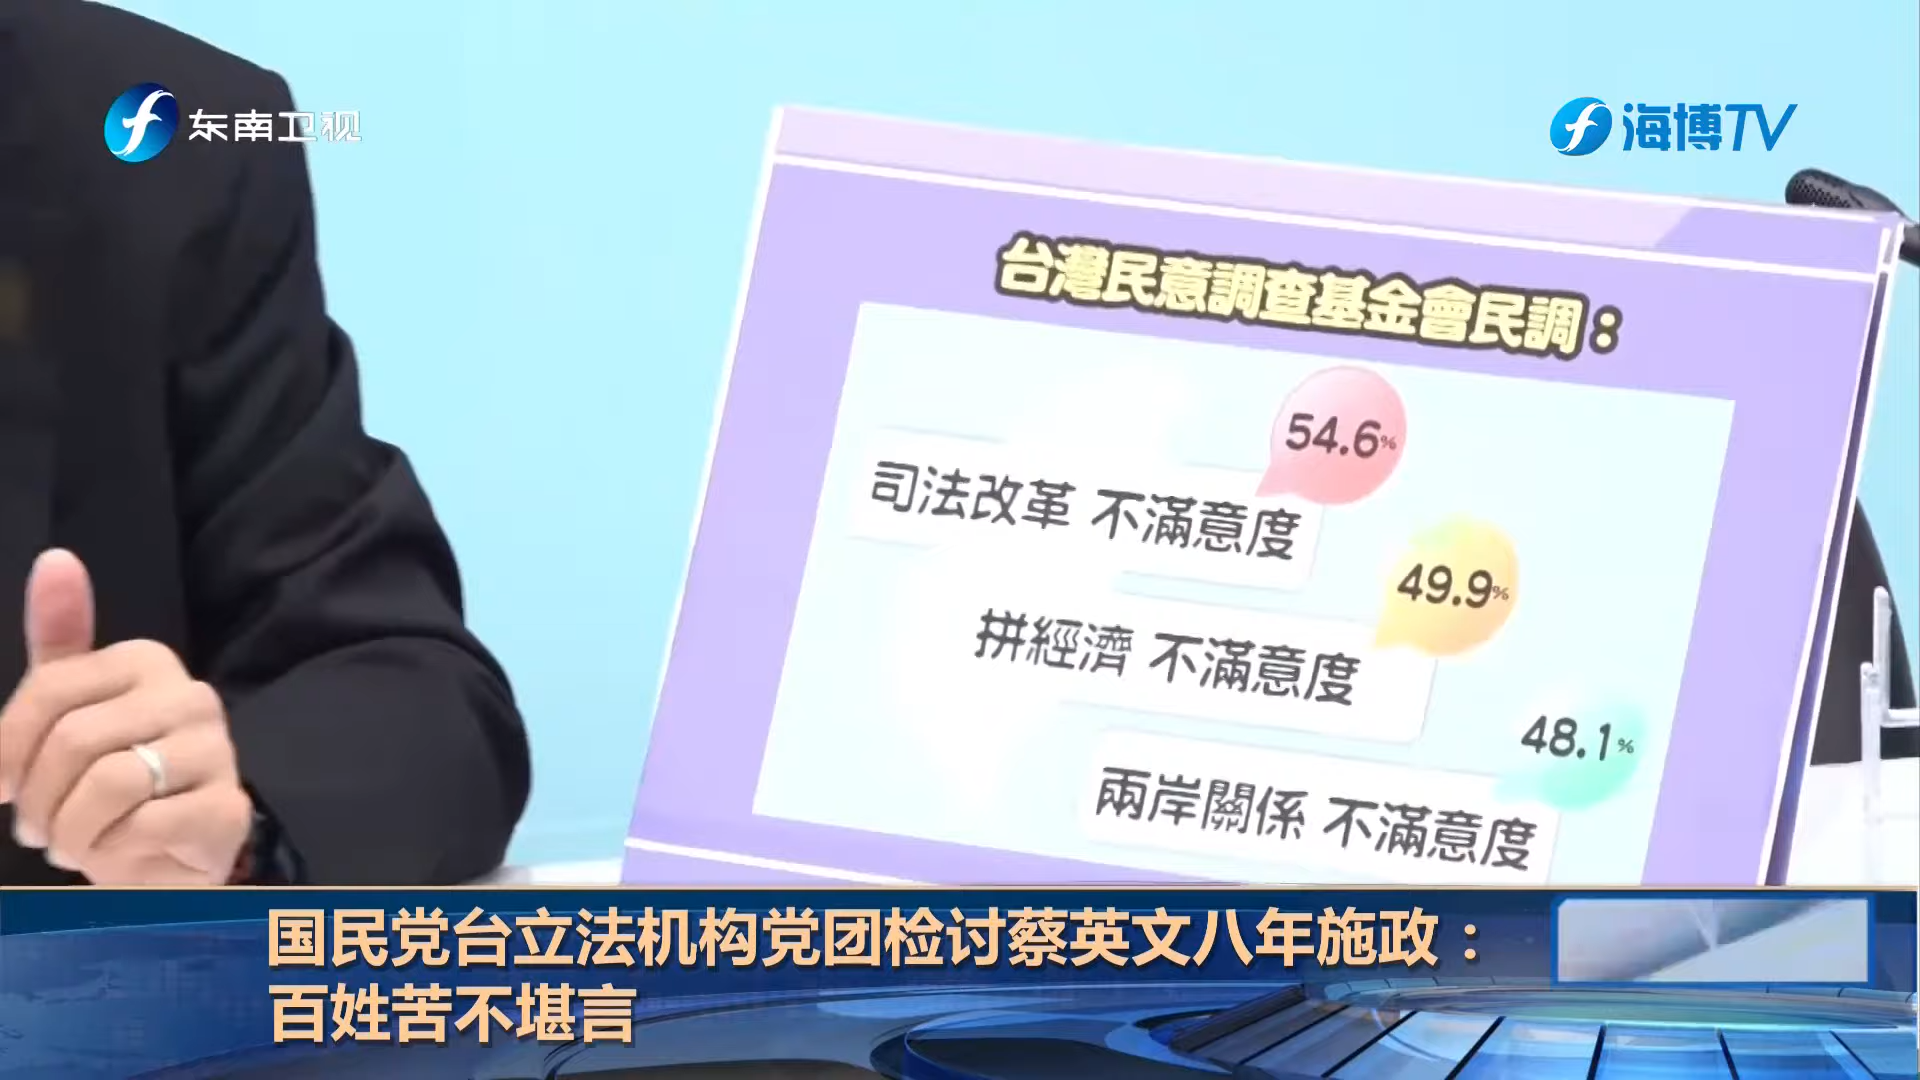 东南卫视
海博TV
台灣民意調查基金會民調：
54.6%
司法改革 不滿意度
49.9%
拼經濟 不滿意度
48.1%
兩岸關係 不滿意度
国民党台立法机构党团检讨蔡英文八年施政：
百姓苦不堪言